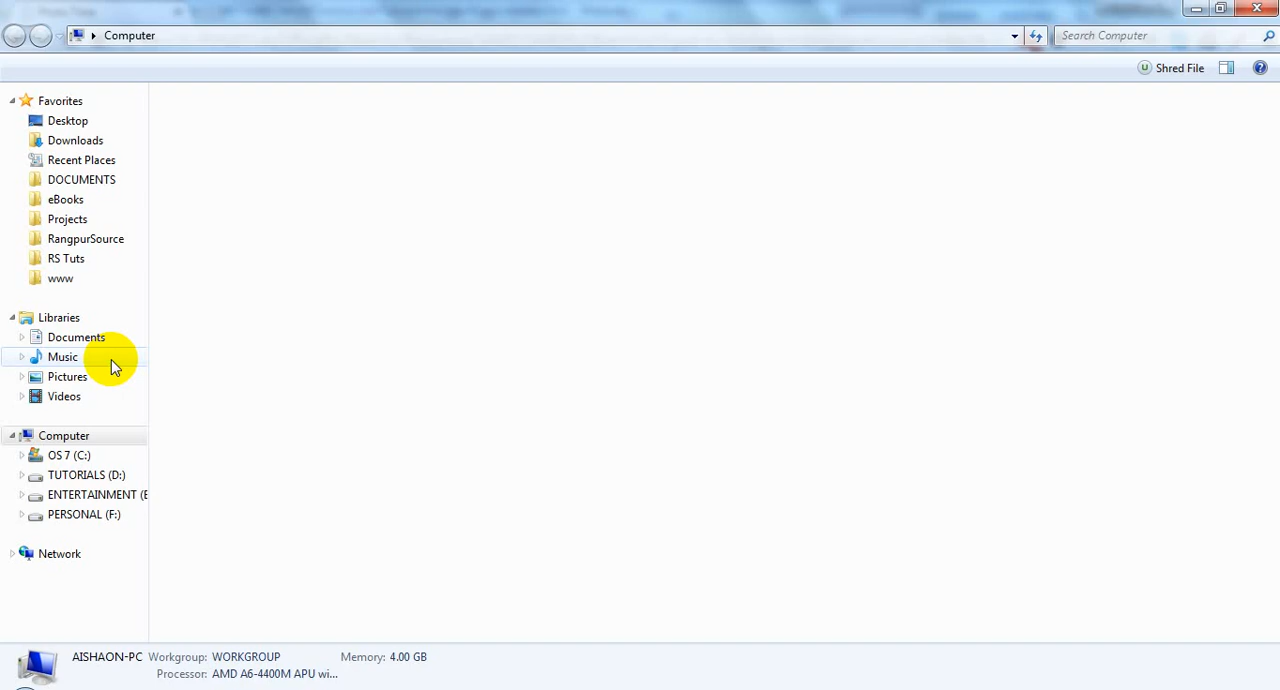 Computer
Search Computer
Shred File
Favorites
Desktop
Downloads
Recent Places
DOCUMENTS
eBooks
Projects
RangpurSource
RS Tuts
www
Libraries
Documents
Music
Pictures
Videos
Computer
OS 7 (C:)
TUTORIALS (D:)
ENTERTAINMENT (E
PERSONAL (F:)
Network
AISHAON-PC Workgroup: WORKGROUP Memory: 4.00 GB
Processor: AMD A6-4400M APU wi...